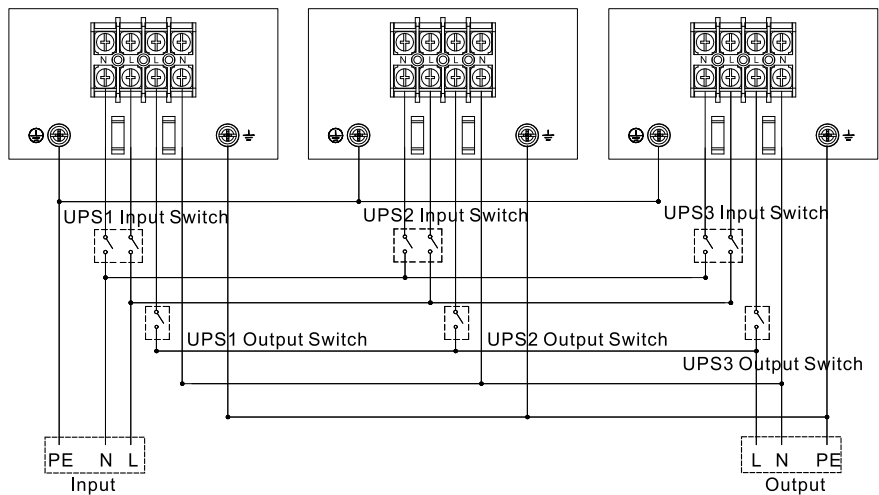 N L L N
N L L N
N L L N
UPS1 Input Switch
UPS2 Input Switch
UPS3 Input Switch
UPS1 Output Switch
UPS2 Output Switch
UPS3 Output Switch
PE N L
L N PE
Input
Output